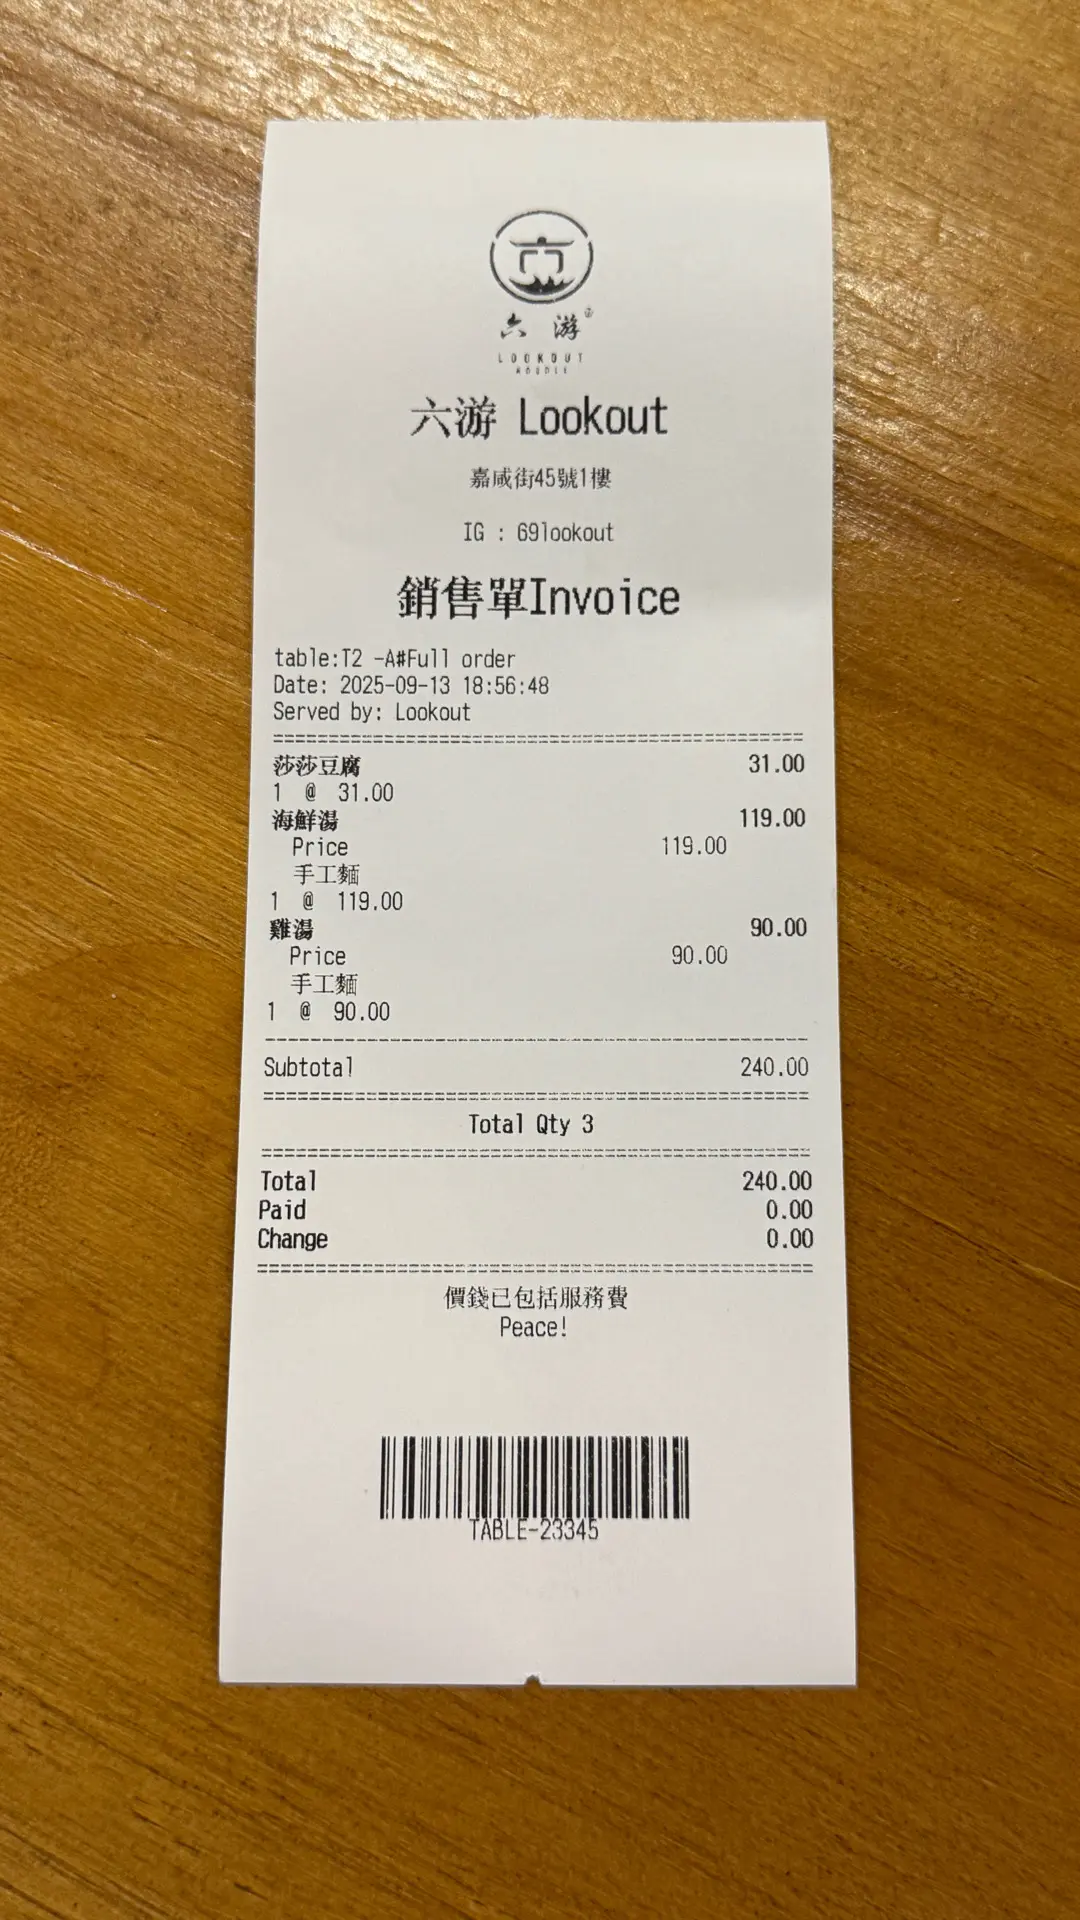 六
六 游®
LOOKOUT
NOODLE
六游 Lookout
嘉咸街45號1樓
IG : 69lookout
銷售單Invoice
table:T2 -A#Full order
Date: 2025-09-13 18:56:48
Served by: Lookout
莎莎豆腐 31.00
1 @ 31.00
海鮮湯 119.00
Price 119.00
手工麵
1 @ 119.00
雞湯 90.00
Price 90.00
手工麵
1 @ 90.00
Subtotal 240.00
Total Qty 3
Total 240.00
Paid 0.00
Change 0.00
價錢已包括服務費
Peace!
TABLE-23345